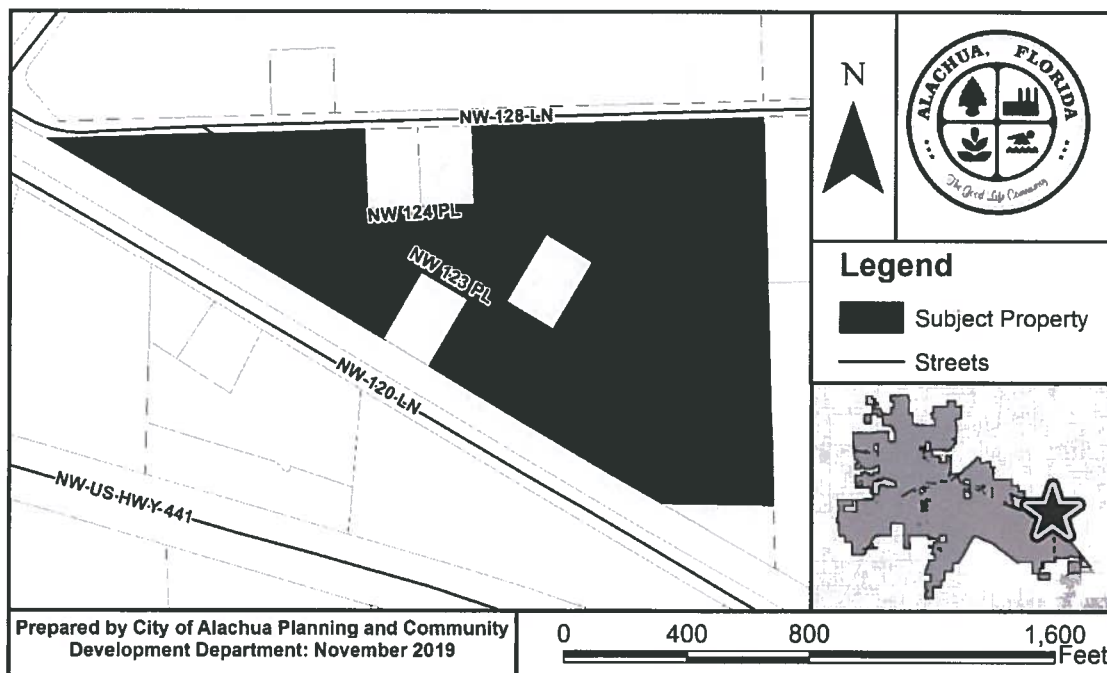 NW-128-LN
NW 124 PL
NW 123 PL
NW-120-LN
NW-US-HWY-441
N
ALACHUA, FLORIDA
The Good Life Community
Legend
Subject Property
Streets
Prepared by City of Alachua Planning and Community
Development Department: November 2019
0 400 800 1,600
Feet